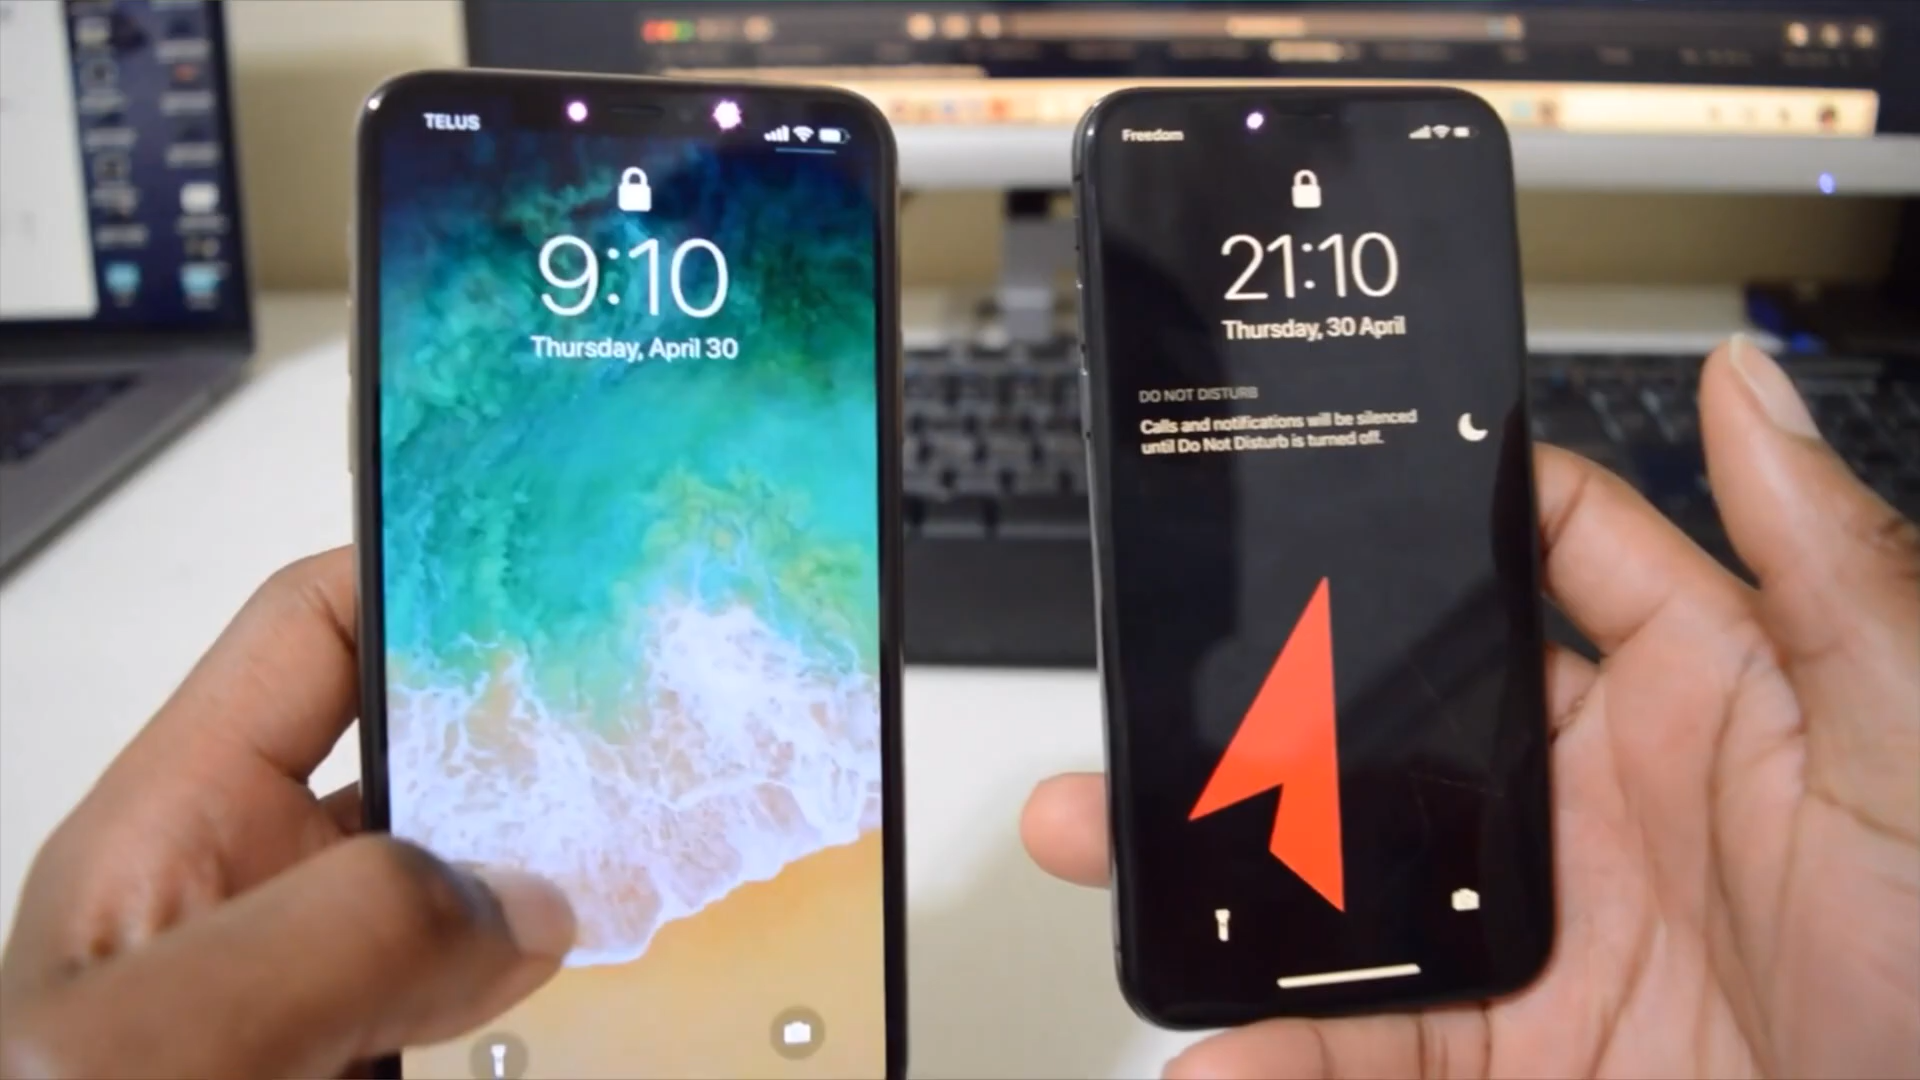 TELUS
9:10
Thursday, April 30
Freedom
21:10
Thursday, 30 April
DO NOT DISTURB
Calls and notifications will be silenced
until Do Not Disturb is turned off.